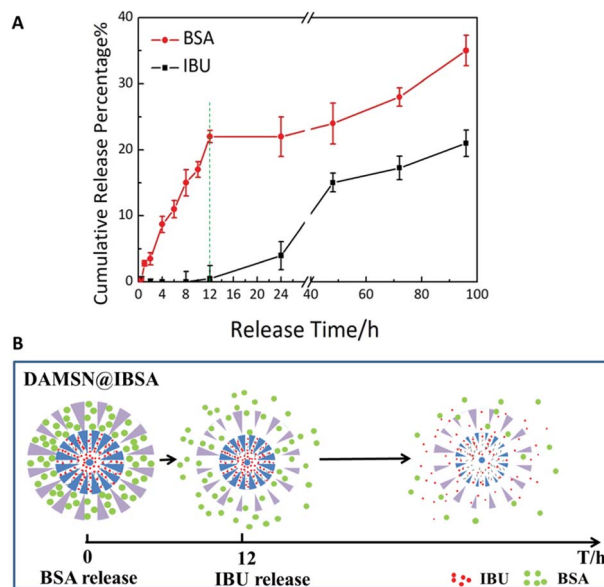 A
Cumulative Release Percentage%
40
30
20
10
0
BSA
IBU
0 4 8 12 16 20 24 40 60 80 100
Release Time/h
B
DAMSN@IBSA
0 12 T/h
BSA release IBU release IBU BSA